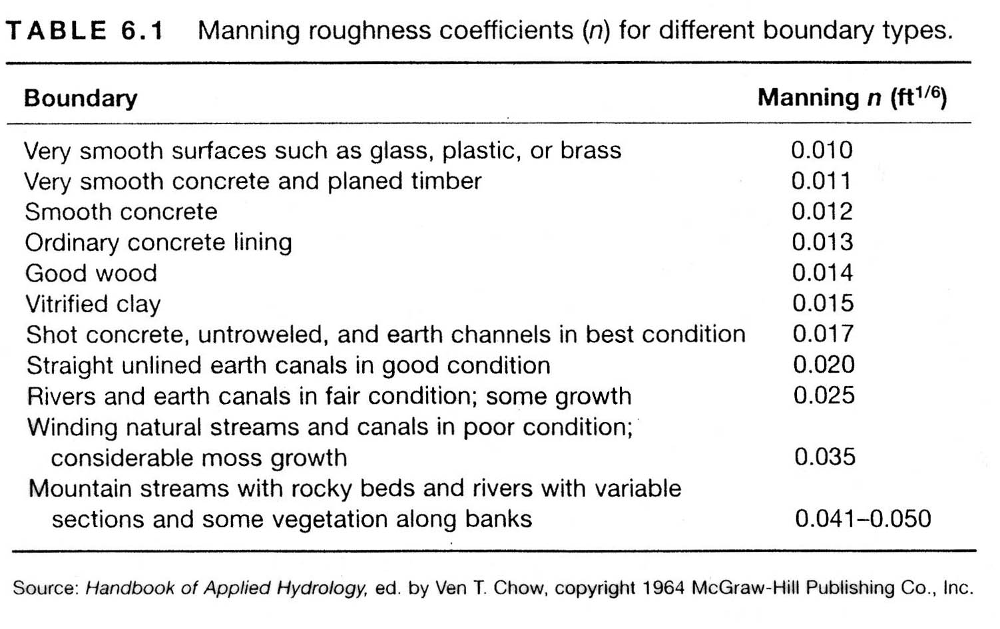 TABLE 6.1 Manning roughness coefficients (n) for different boundary types.
Boundary Manning n (ft1/6)
Very smooth surfaces such as glass, plastic, or brass 0.010
Very smooth concrete and planed timber 0.011
Smooth concrete 0.012
Ordinary concrete lining 0.013
Good wood 0.014
Vitrified clay 0.015
Shot concrete, untroweled, and earth channels in best condition 0.017
Straight unlined earth canals in good condition 0.020
Rivers and earth canals in fair condition; some growth 0.025
Winding natural streams and canals in poor condition;
considerable moss growth 0.035
Mountain streams with rocky beds and rivers with variable
sections and some vegetation along banks 0.041–0.050
Source: Handbook of Applied Hydrology, ed. by Ven T. Chow, copyright 1964 McGraw-Hill Publishing Co., Inc.